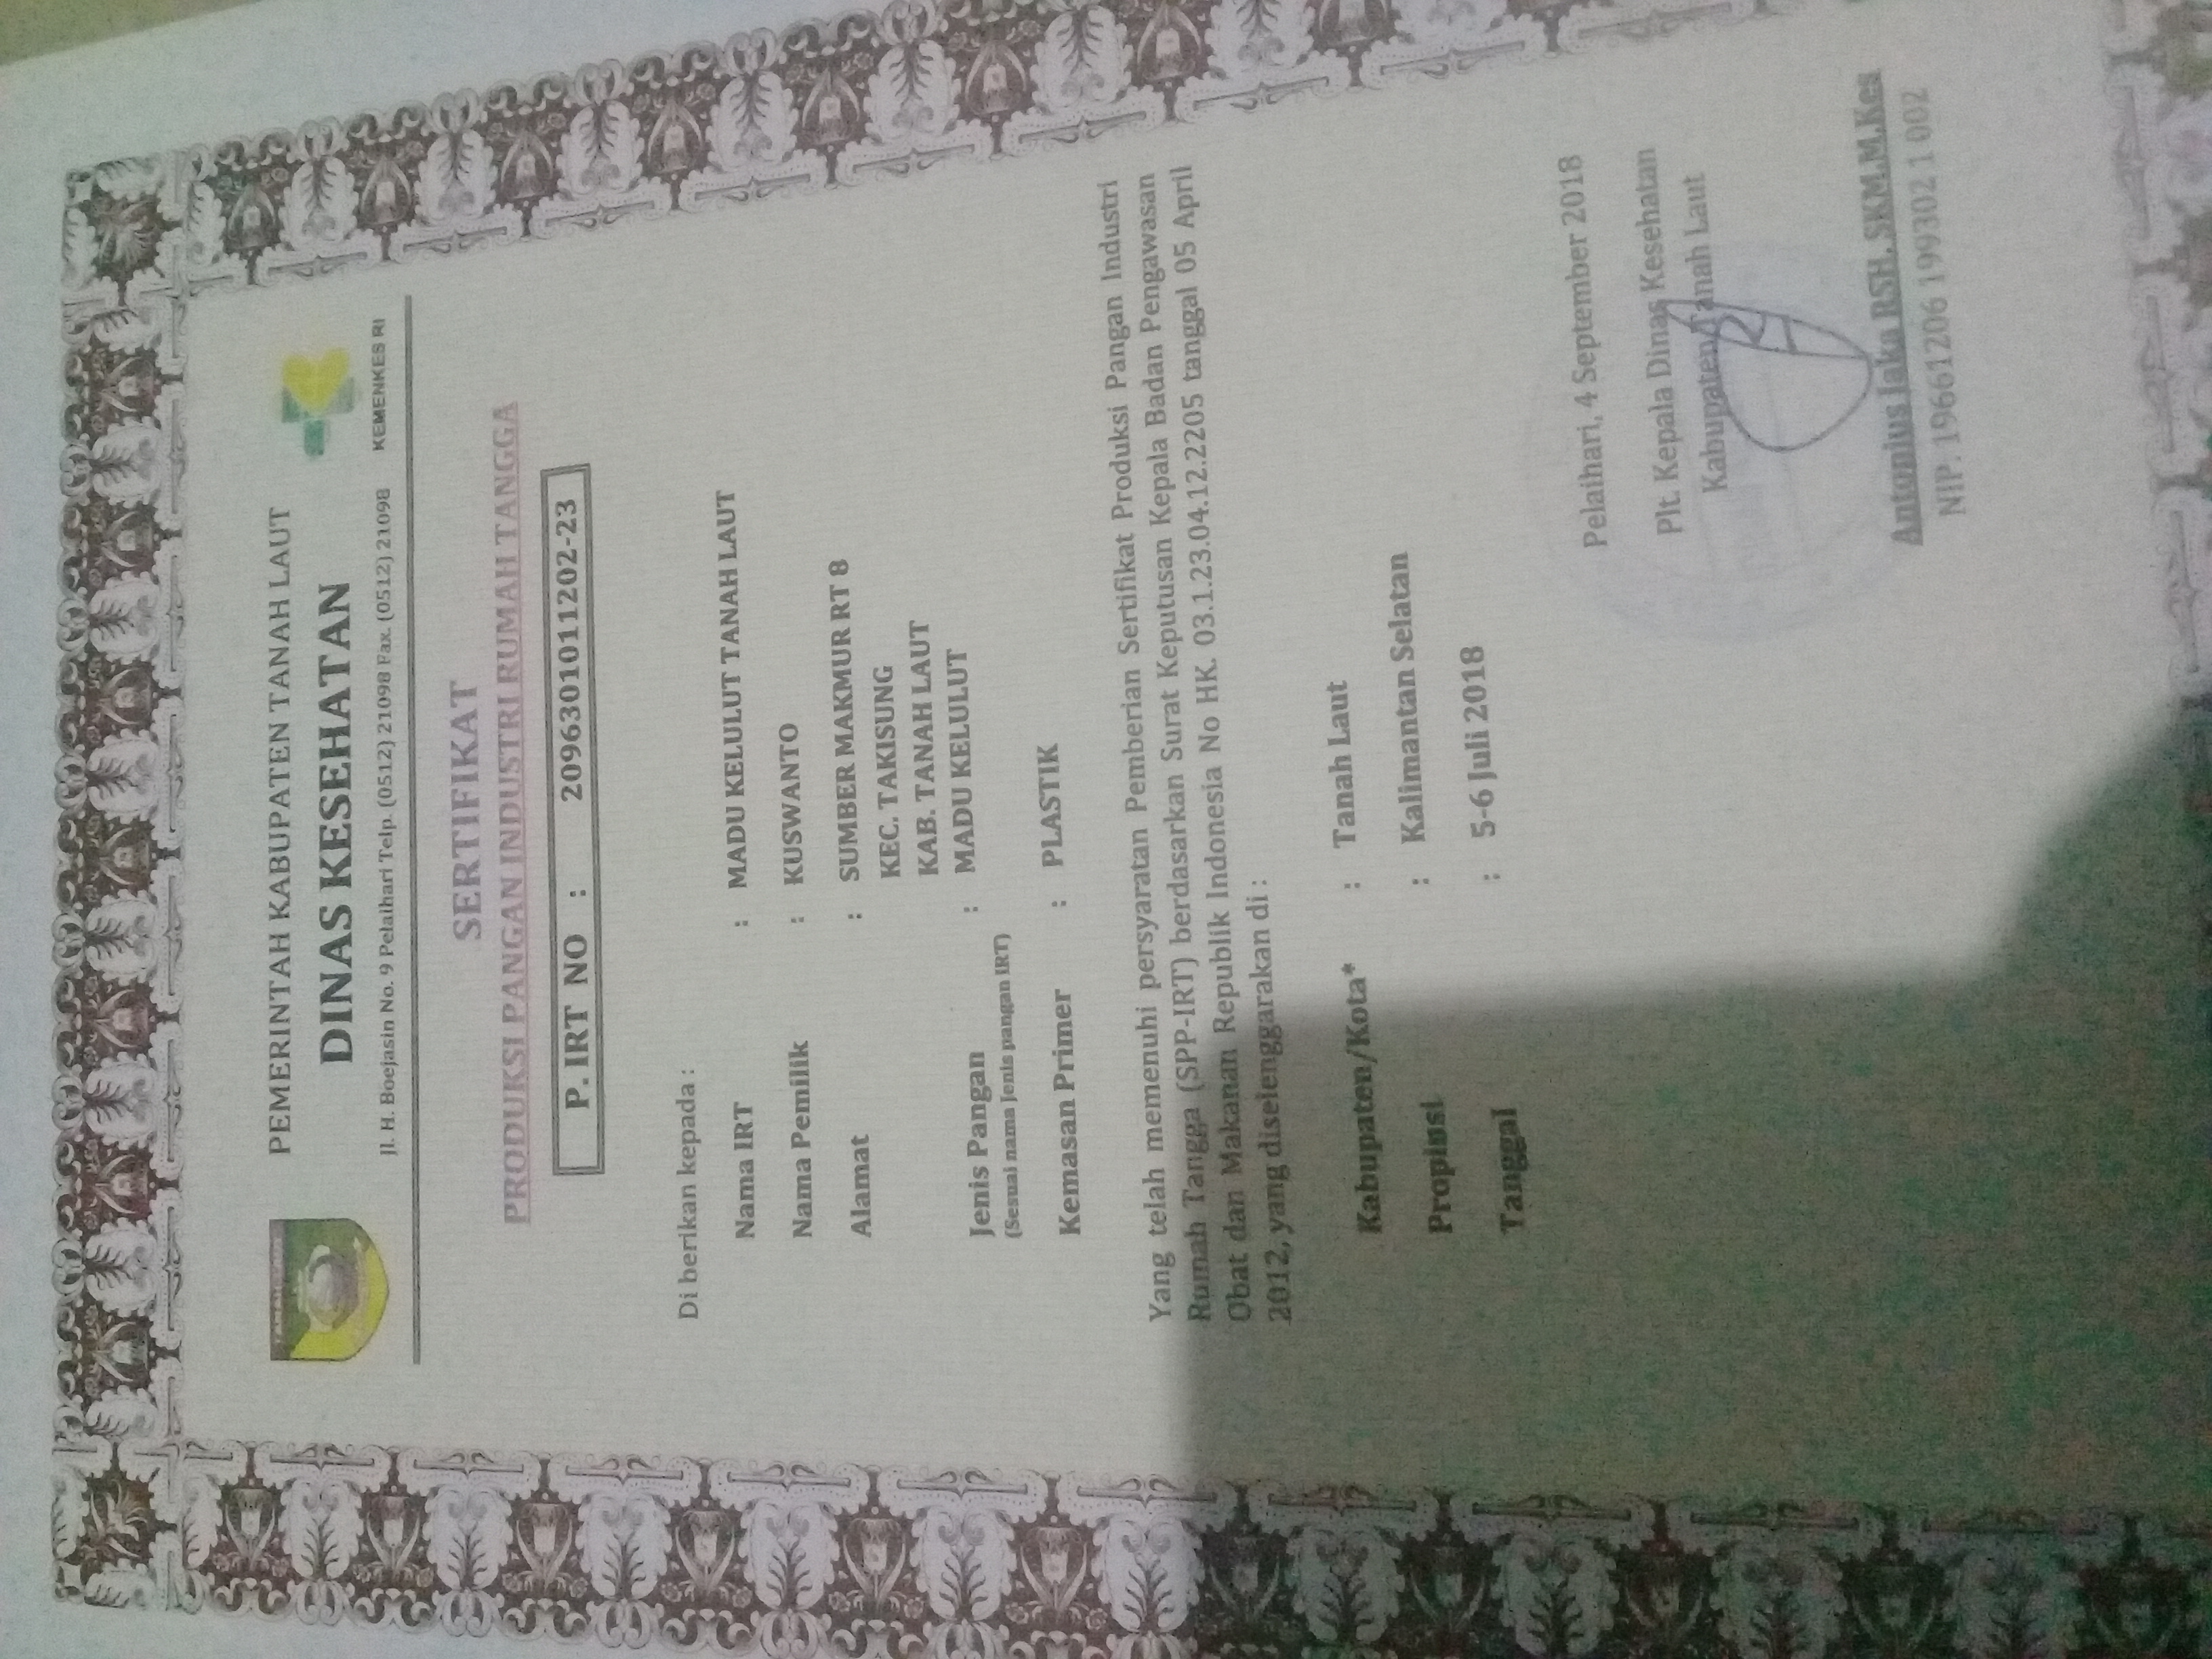 TANAH LAUT
PEMERINTAH KABUPATEN TANAH LAUT
DINAS KESEHATAN
Jl. H. Boejasin No. 9 Pelaihari Telp. (0512) 21098 Fax. (0512) 21098
KEMENKES RI
SERTIFIKAT
PRODUKSI PANGAN INDUSTRI RUMAH TANGGA
P. IRT NO : 2096301011202-23
Di berikan kepada :
Nama IRT : MADU KELULUT TANAH LAUT
Nama Pemilik : KUSWANTO
Alamat : SUMBER MAKMUR RT 8
KEC. TAKISUNG
KAB. TANAH LAUT
Jenis Pangan : MADU KELULUT
(Sesuai nama Jenis pangan IRT)
Kemasan Primer : PLASTIK
Yang telah memenuhi persyaratan Pemberian Sertifikat Produksi Pangan Industri
Rumah Tangga (SPP-IRT) berdasarkan Surat Keputusan Kepala Badan Pengawasan
Obat dan Makanan Republik Indonesia No HK. 03.1.23.04.12.2205 tanggal 05 April
2012, yang diselenggarakan di :
Kabupaten/Kota* : Tanah Laut
Propinsi : Kalimantan Selatan
Tanggal : 5-6 Juli 2018
Pelaihari, 4 September 2018
Plt. Kepala Dinas Kesehatan
Kabupaten Tanah Laut
Antonius Jaka RSH. SKM.M.Kes
NIP. 19661206 199302 1 002